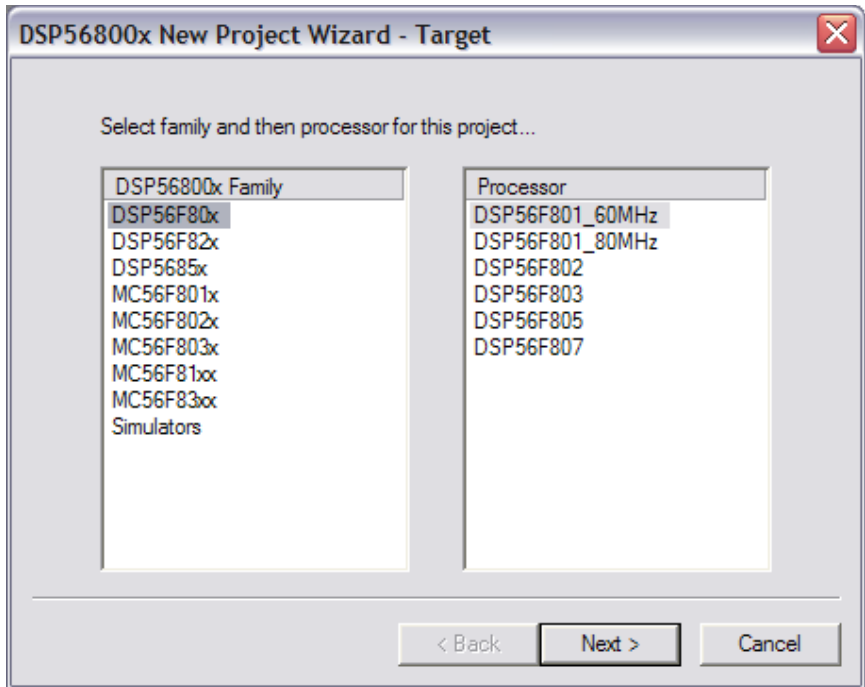 DSP56800x New Project Wizard - Target
Select family and then processor for this project...
DSP56800x Family
DSP56F80x
DSP56F82x
DSP5685x
MC56F801x
MC56F802x
MC56F803x
MC56F81xx
MC56F83xx
Simulators
Processor
DSP56F801_60MHz
DSP56F801_80MHz
DSP56F802
DSP56F803
DSP56F805
DSP56F807
< Back
Next >
Cancel